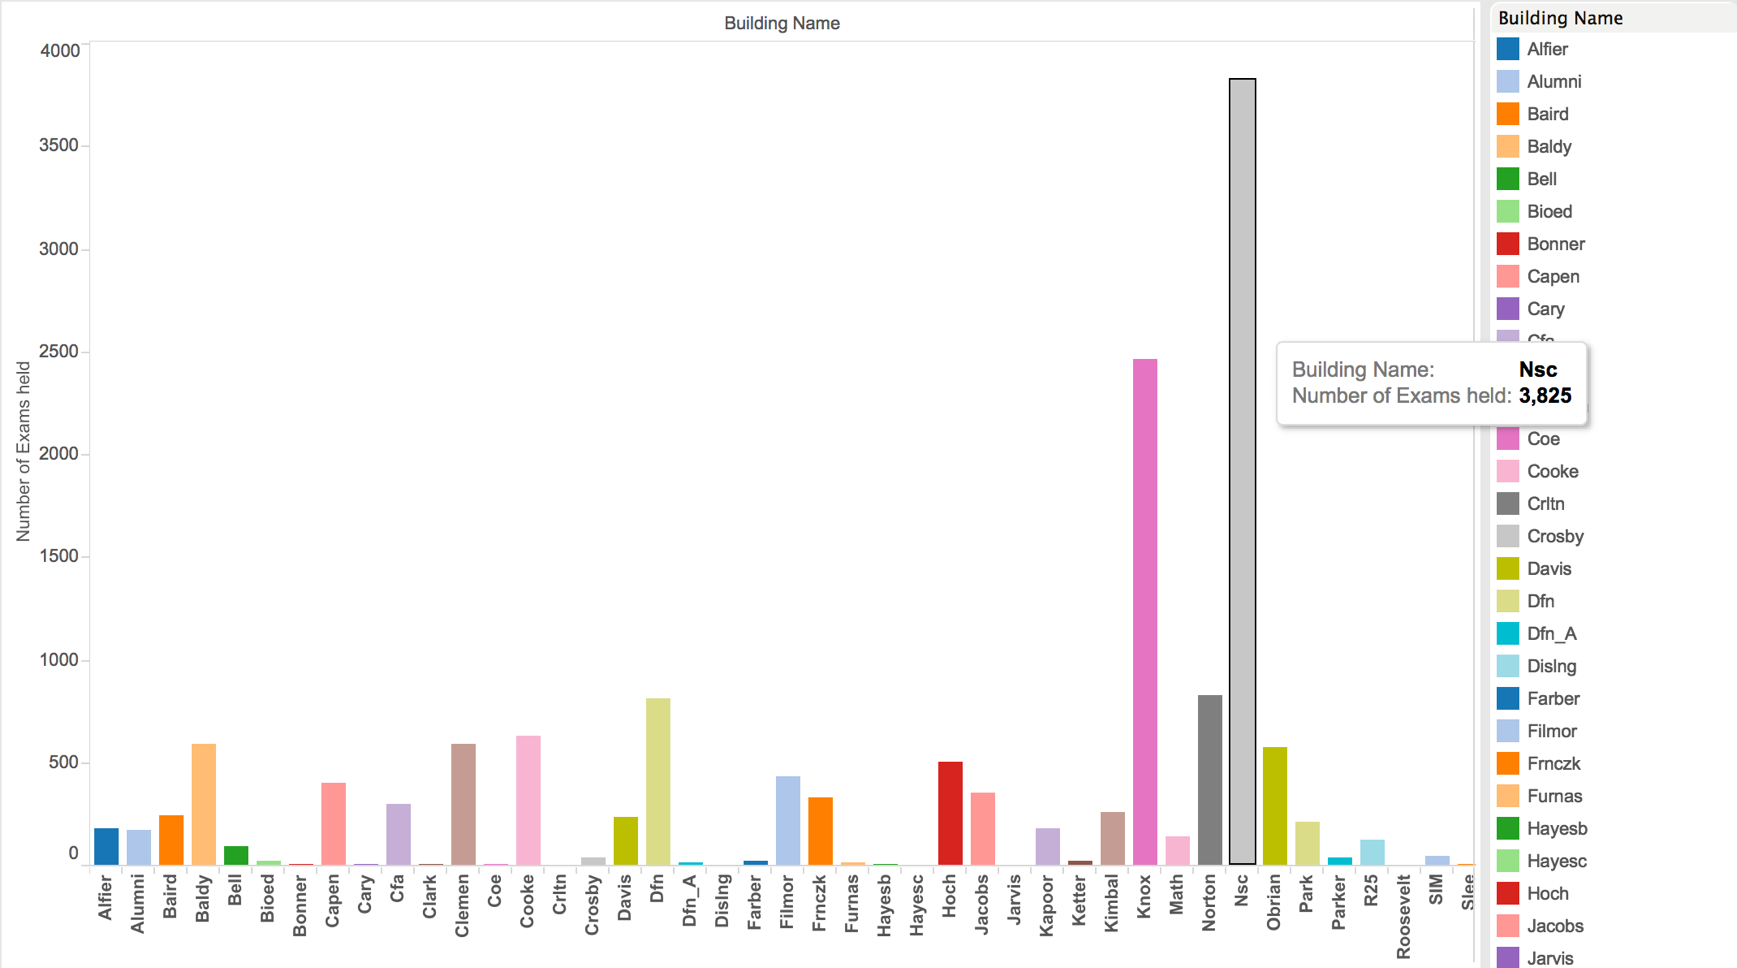 Building Name
4000
3500
3000
2500
2000
1500
1000
500
0
Number of Exams held
Alfier
Alumni
Baird
Baldy
Bell
Bioed
Bonner
Capen
Cary
Cfa
Clark
Clemen
Coe
Cooke
Crltn
Crosby
Davis
Dfn
Dfn_A
Dislng
Farber
Filmor
Frnczk
Furnas
Hayesb
Hayesc
Hoch
Jacobs
Jarvis
Kapoor
Ketter
Kimbal
Knox
Math
Norton
Nsc
Obrian
Park
Parker
R25
Roosevelt
SIM
Slee
Building Name: Nsc
Number of Exams held: 3,825
Building Name
Alfier
Alumni
Baird
Baldy
Bell
Bioed
Bonner
Capen
Cary
Cfa
Coe
Cooke
Crltn
Crosby
Davis
Dfn
Dfn_A
Dislng
Farber
Filmor
Frnczk
Furnas
Hayesb
Hayesc
Hoch
Jacobs
Jarvis